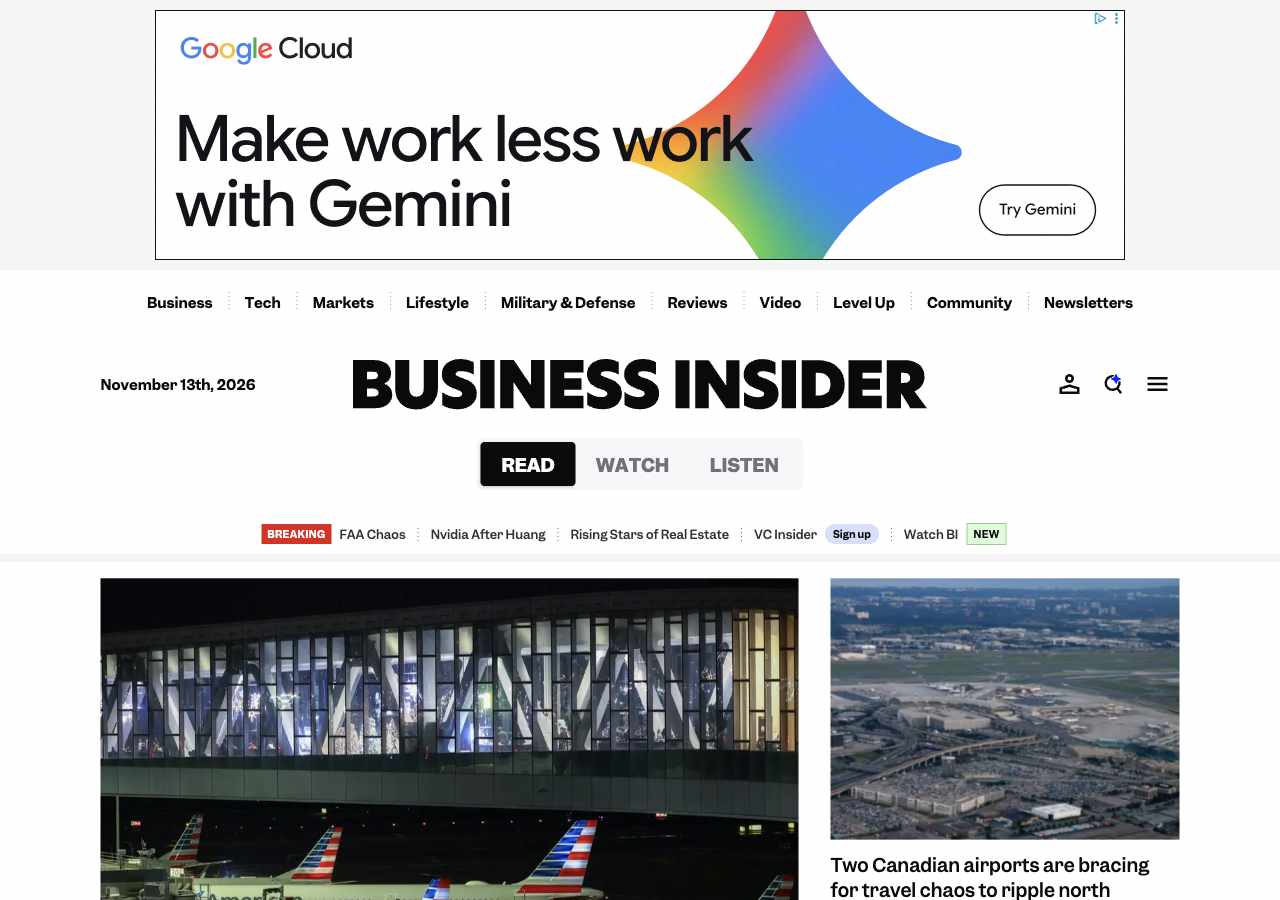 Google Cloud
Make work less work
with Gemini
Try Gemini
Business Tech Markets Lifestyle Military & Defense Reviews Video Level Up Community Newsletters
November 13th, 2026
BUSINESS INSIDER
READ WATCH LISTEN
BREAKING FAA Chaos Nvidia After Huang Rising Stars of Real Estate VC Insider Sign up Watch BI NEW
American
Two Canadian airports are bracing
for travel chaos to ripple north